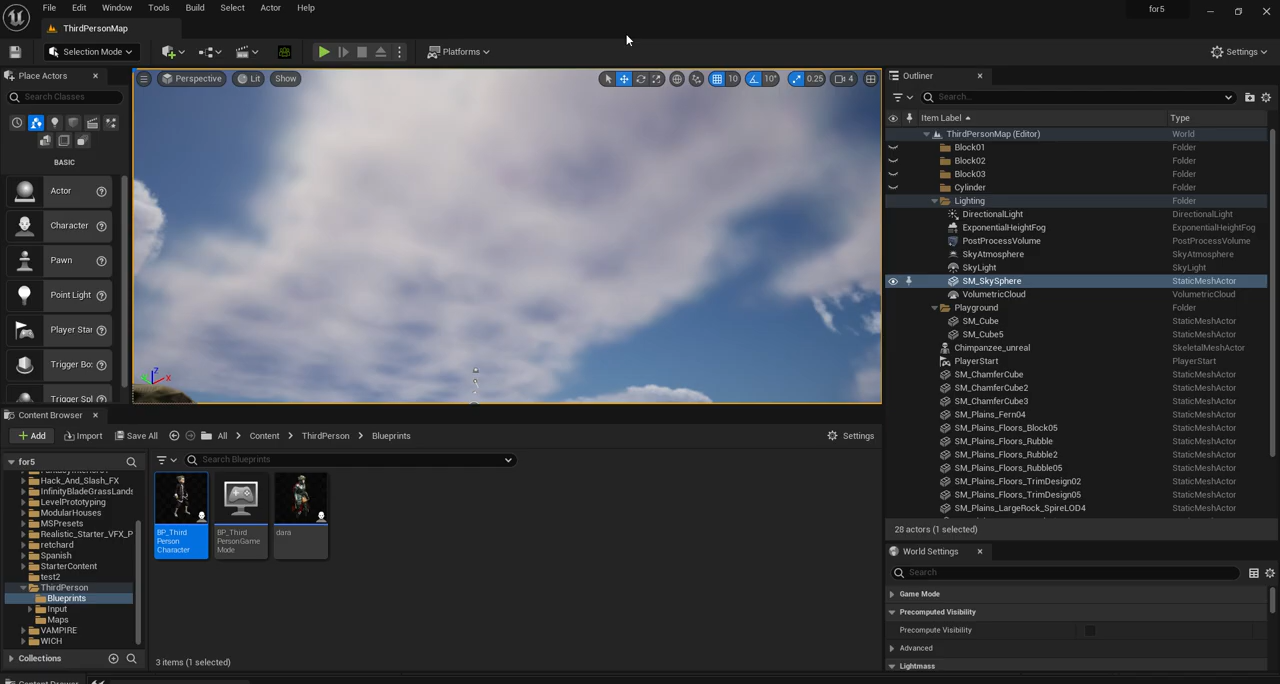 File Edit Window Tools Build Select Actor Help
for5
ThirdPersonMap
Selection Mode
Platforms
Settings
Place Actors
Search Classes
BASIC
Actor
Character
Pawn
Point Light
Player Star
Trigger Bo
Trigger Spl
Perspective Lit Show
10 10° 0.25 4
Z
X
Outliner
Search...
Item Label Type
ThirdPersonMap (Editor) World
Block01 Folder
Block02 Folder
Block03 Folder
Cylinder Folder
Lighting Folder
DirectionalLight DirectionalLight
ExponentialHeightFog ExponentialHeightFog
PostProcessVolume PostProcessVolume
SkyAtmosphere SkyAtmosphere
SkyLight SkyLight
SM_SkySphere StaticMeshActor
VolumetricCloud VolumetricCloud
Playground Folder
SM_Cube StaticMeshActor
SM_Cube5 StaticMeshActor
Chimpanzee_unreal SkeletalMeshActor
PlayerStart PlayerStart
SM_ChamferCube StaticMeshActor
SM_ChamferCube2 StaticMeshActor
SM_ChamferCube3 StaticMeshActor
SM_Plains_Fern04 StaticMeshActor
SM_Plains_Floors_Block05 StaticMeshActor
SM_Plains_Floors_Rubble StaticMeshActor
SM_Plains_Floors_Rubble2 StaticMeshActor
SM_Plains_Floors_Rubble05 StaticMeshActor
SM_Plains_Floors_TrimDesign02 StaticMeshActor
SM_Plains_Floors_TrimDesign05 StaticMeshActor
SM_Plains_LargeRock_SpireLOD4 StaticMeshActor
28 actors (1 selected)
World Settings
Search
Game Mode
Precomputed Visibility
Precompute Visibility
Advanced
Lightmass
Content Browser
Add Import Save All All Content ThirdPerson Blueprints Settings
for5
Search Blueprints
Hack_And_Slash_FX
InfinityBladeGrassLands
LevelPrototyping
ModularHouses
MSPresets
Realistic_Starter_VFX_P
retchard
Spanish
StarterContent
test2
ThirdPerson
Blueprints
Input
Maps
VAMPIRE
WICH
Collections
BP_Third
Person
Character
BP_Third
PersonGame
Mode
dara
3 items (1 selected)